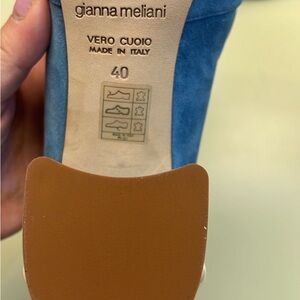 gianna meliani
VERO CUOIO
MADE IN ITALY
40